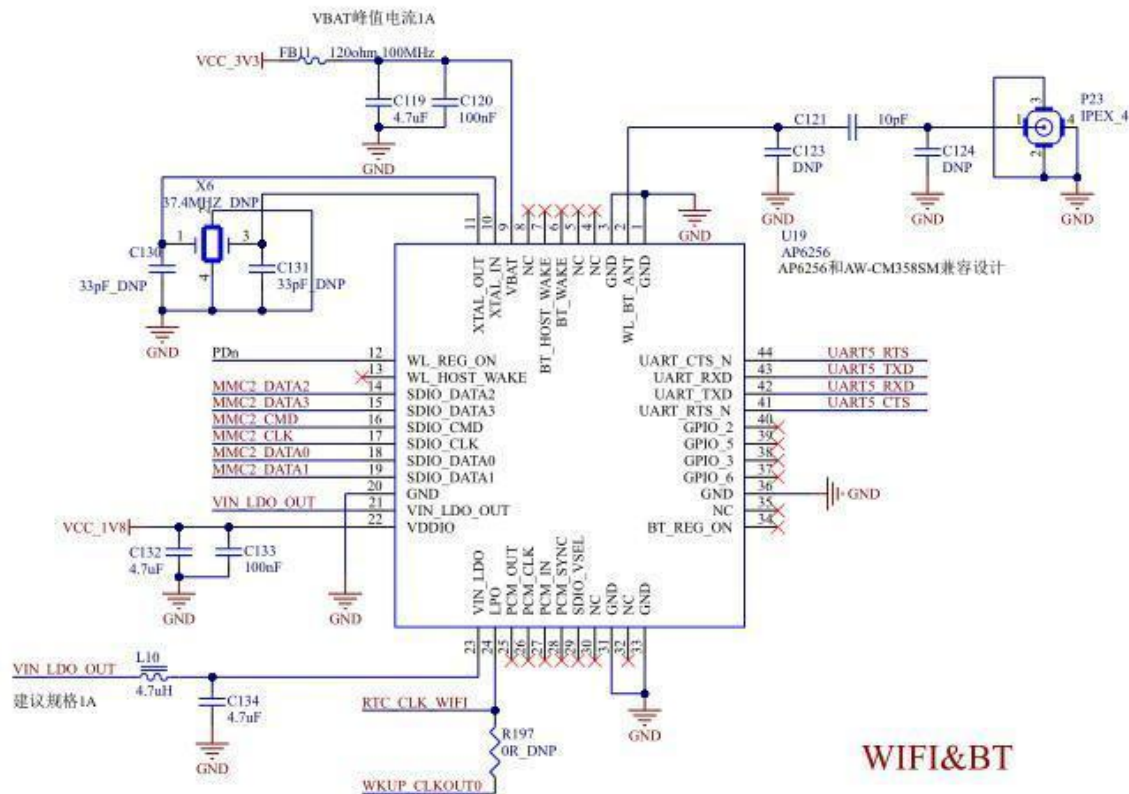 VBAT峰值电流1A
VCC_3V3
FB11 120ohm 100MHz
C119
4.7uF
C120
100nF
GND
C121 10pF
P23
IPEX_4
1
2
3
4
C123
DNP
C124
DNP
GND
GND
GND
X6
37.4MHZ_DNP
1
2
3
4
C130
33pF_DNP
C131
33pF_DNP
GND
GND
U19
AP6256
AP6256和AW-CM358SM兼容设计
11 10 9 8 7 6 5 4 3 2 1
XTAL_OUT
XTAL_IN
VBAT
NC
BT_HOST_WAKE
BT_WAKE
NC
NC
GND
WL_BT_ANT
GND
PDn 12 WL_REG_ON
13 WL_HOST_WAKE
MMC2_DATA2 14 SDIO_DATA2
MMC2_DATA3 15 SDIO_DATA3
MMC2_CMD 16 SDIO_CMD
MMC2_CLK 17 SDIO_CLK
MMC2_DATA0 18 SDIO_DATA0
MMC2_DATA1 19 SDIO_DATA1
20 GND
VIN_LDO_OUT 21 VIN_LDO_OUT
VCC_1V8 22 VDDIO
UART_CTS_N 44 UART5_RTS
UART_RXD 43 UART5_TXD
UART_TXD 42 UART5_RXD
UART_RTS_N 41 UART5_CTS
GPIO_2 40
GPIO_5 39
GPIO_3 38
GPIO_6 37
GND 36 GND
NC 35
BT_REG_ON 34
C132
4.7uF
C133
100nF
GND
GND
VIN_LDO
LPO
PCM_OUT
PCM_CLK
PCM_IN
PCM_SYNC
SDIO_VSEL
NC
GND
NC
GND
23 24 25 26 27 28 29 30 31 32 33
VIN_LDO_OUT
L10
4.7uH
建议规格1A
C134
4.7uF
GND
RTC_CLK_WIFI
R197
0R_DNP
WKUP_CLKOUT0
GND
WIFI&BT